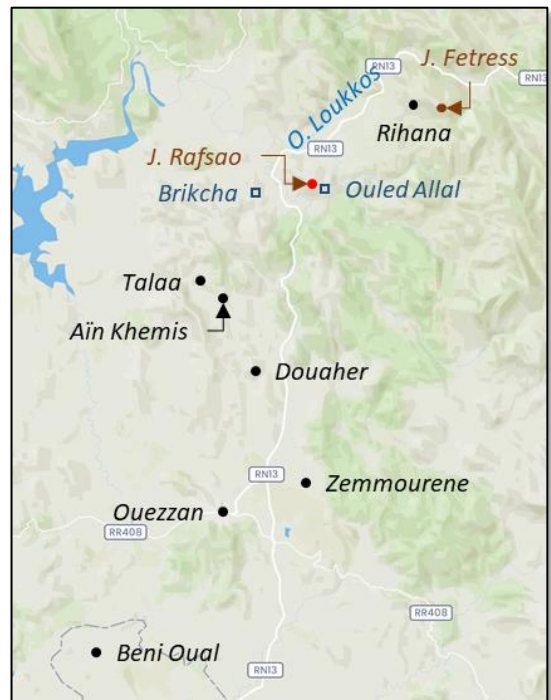 RN13
J. Fetress
RN13
O. Loukkos
Rihana
RN13
J. Rafsao
Brikcha
Ouled Allal
Talaa
Aïn Khemis
Douaher
RN13
Zemmourene
Ouezzan
RR408
RR408
Beni Oual
RN13